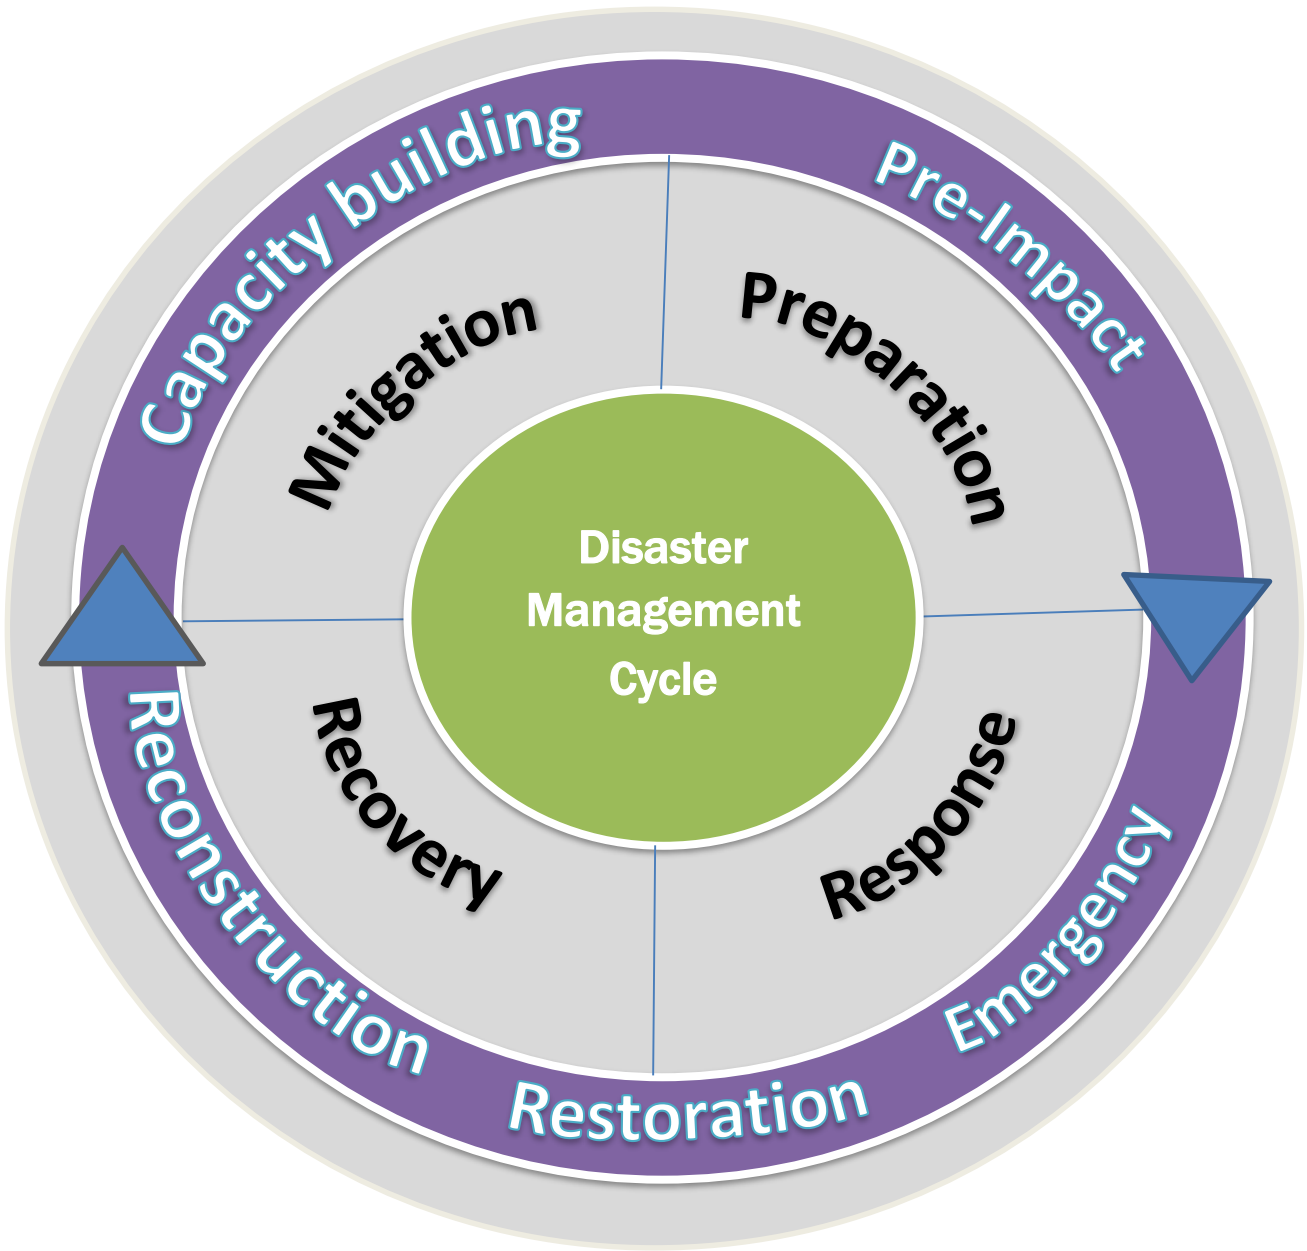 Capacity building
Pre-Impact
Mitigation
Preparation
Disaster
Management
Cycle
Recovery
Response
Reconstruction
Restoration
Emergency